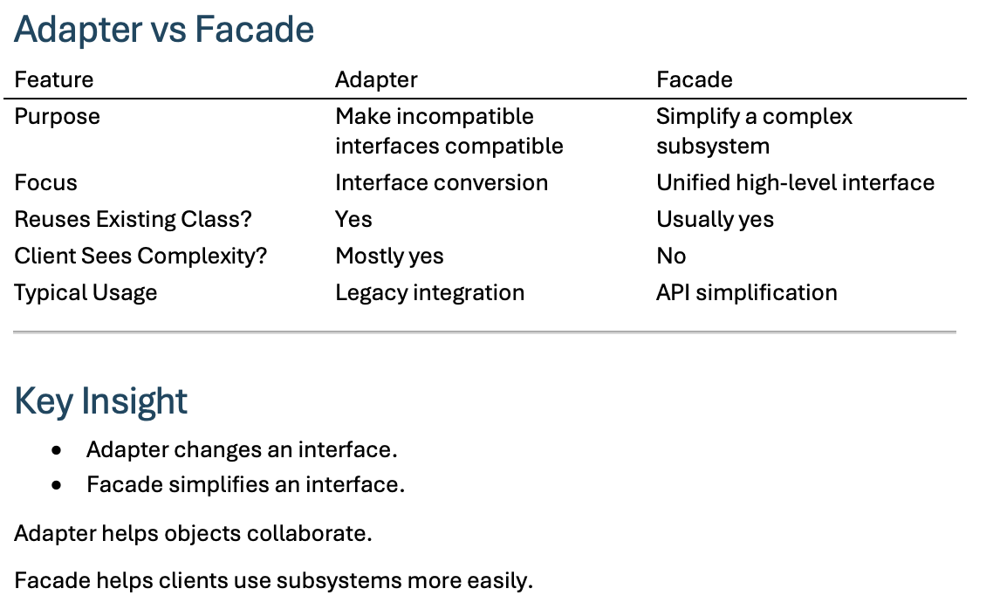 Adapter vs Facade
Feature Adapter Facade
Purpose Make incompatible Simplify a complex
interfaces compatible subsystem
Focus Interface conversion Unified high-level interface
Reuses Existing Class? Yes Usually yes
Client Sees Complexity? Mostly yes No
Typical Usage Legacy integration API simplification
Key Insight
• Adapter changes an interface.
• Facade simplifies an interface.
Adapter helps objects collaborate.
Facade helps clients use subsystems more easily.